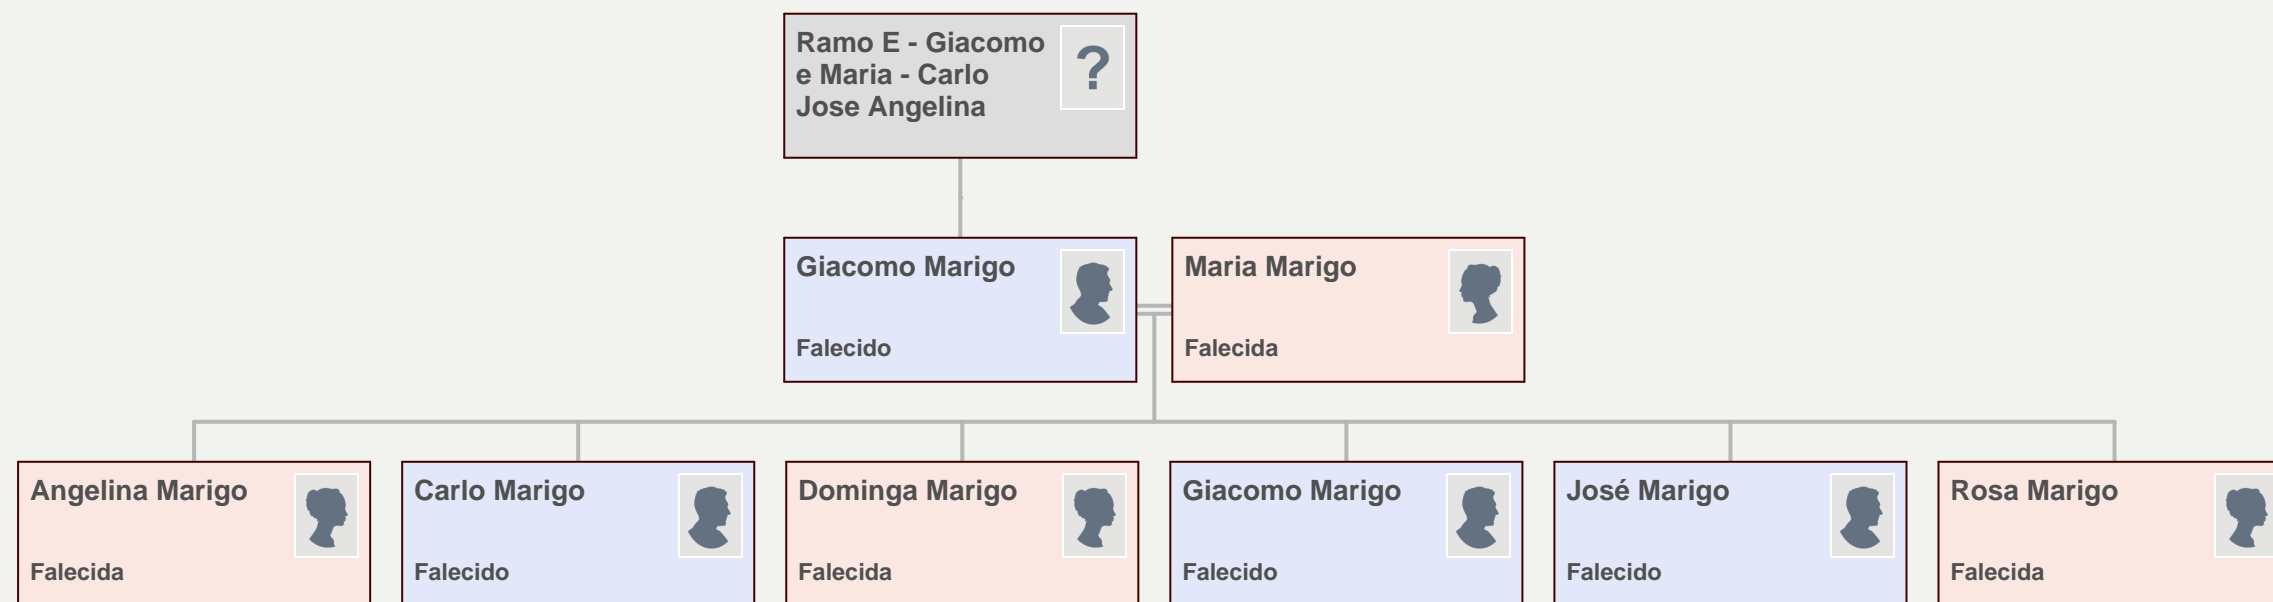 Ramo E - Giacomo
e Maria - Carlo
Jose Angelina
?
Giacomo Marigo
Falecido
Maria Marigo
Falecida
Angelina Marigo
Falecida
Carlo Marigo
Falecido
Dominga Marigo
Falecida
Giacomo Marigo
Falecido
José Marigo
Falecido
Rosa Marigo
Falecida